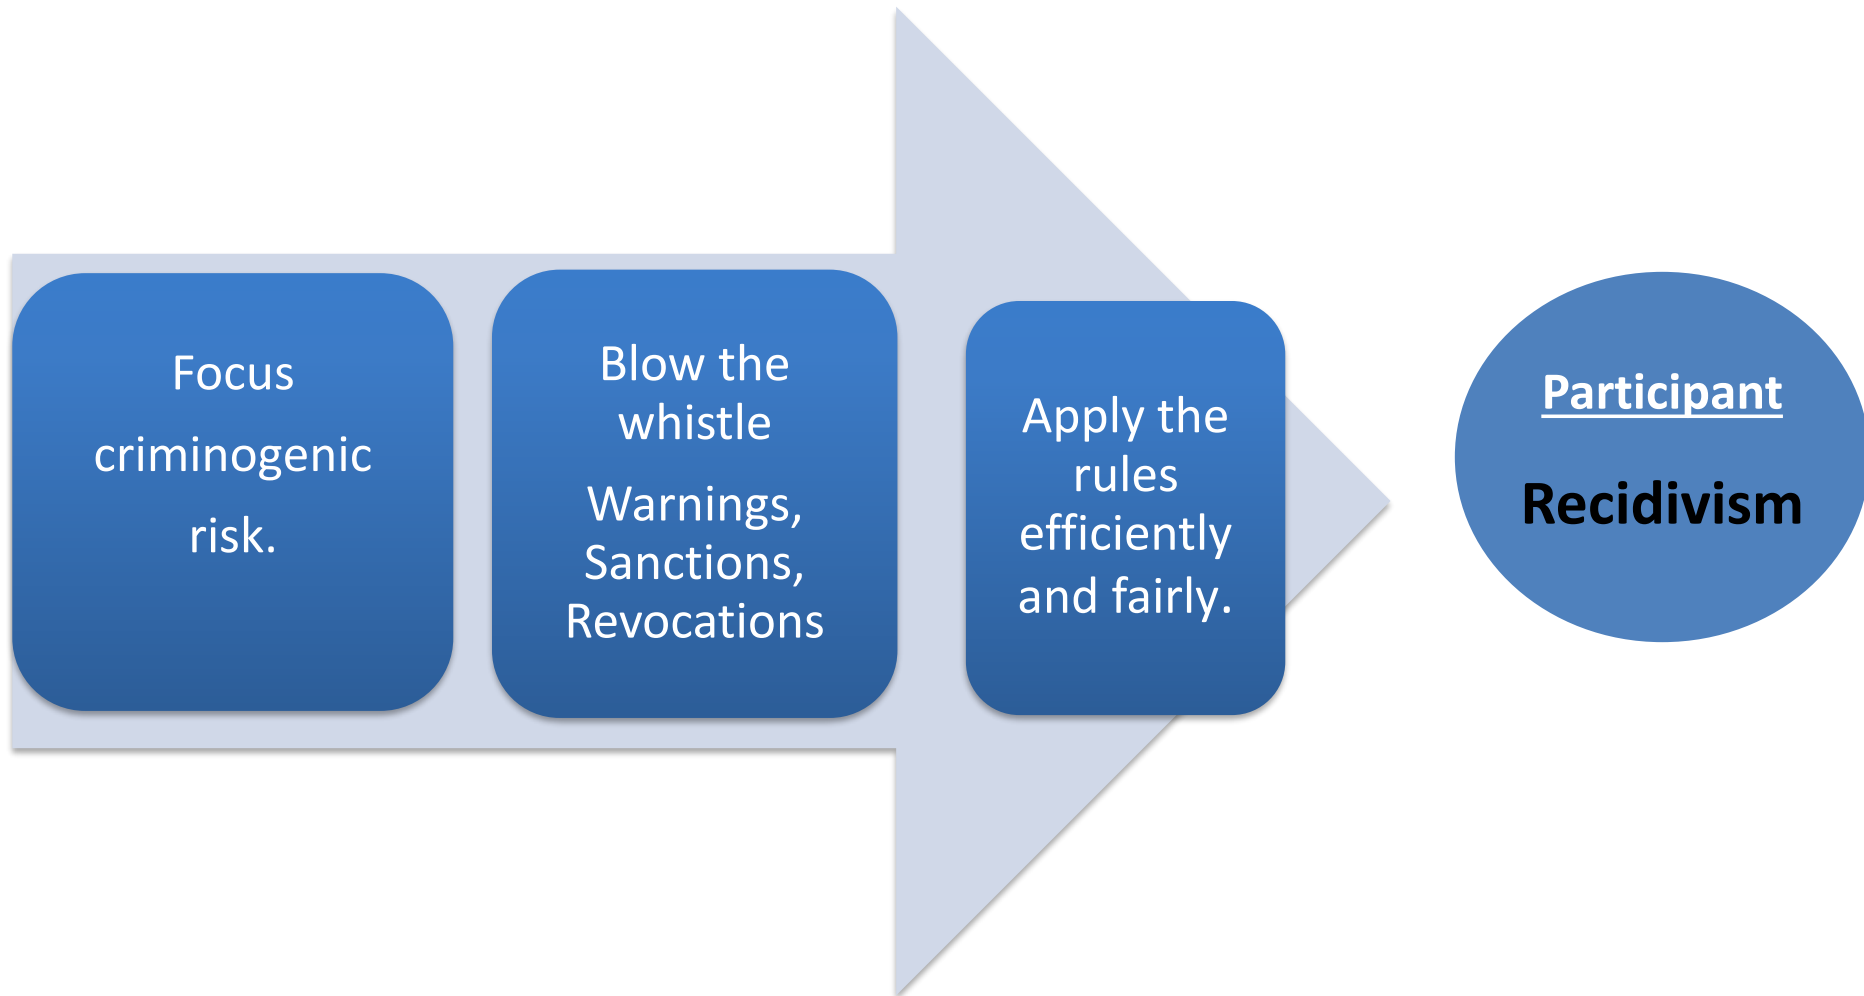 Focus
criminogenic
risk.
Blow the
whistle
Warnings,
Sanctions,
Revocations
Apply the
rules
efficiently
and fairly.
Participant
Recidivism